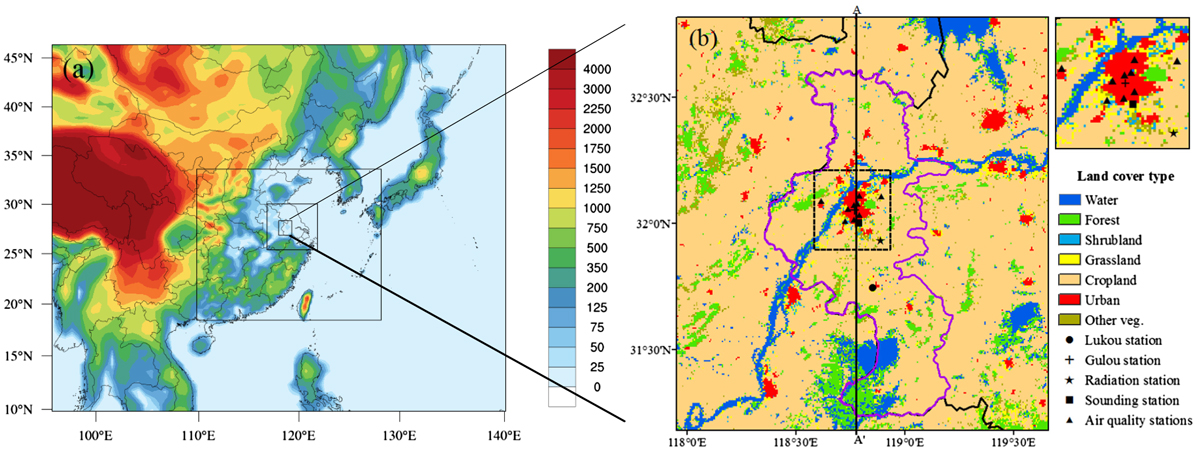 (a)
45°N
40°N
35°N
30°N
25°N
20°N
15°N
10°N
100°E
110°E
120°E
130°E
140°E
4000
3000
2250
2000
1750
1500
1250
1000
750
500
350
200
125
75
50
25
0
(b)
A
A'
32°30'N
32°0'N
31°30'N
118°0'E
118°30'E
119°0'E
119°30'E
Land cover type
Water
Forest
Shrubland
Grassland
Cropland
Urban
Other veg.
Lukou station
Gulou station
Radiation station
Sounding station
Air quality stations